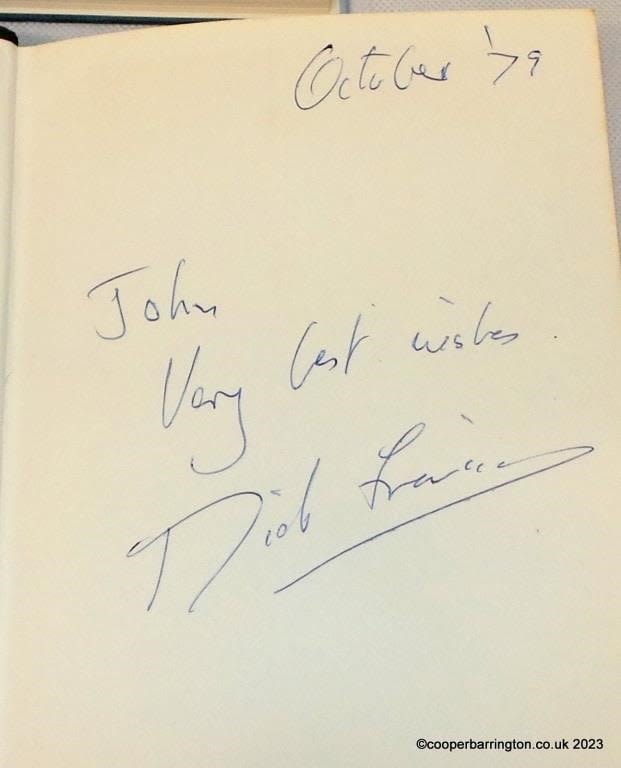 October '79
John
Very best wishes.
Dick Francis
©cooperbarrington.co.uk 2023